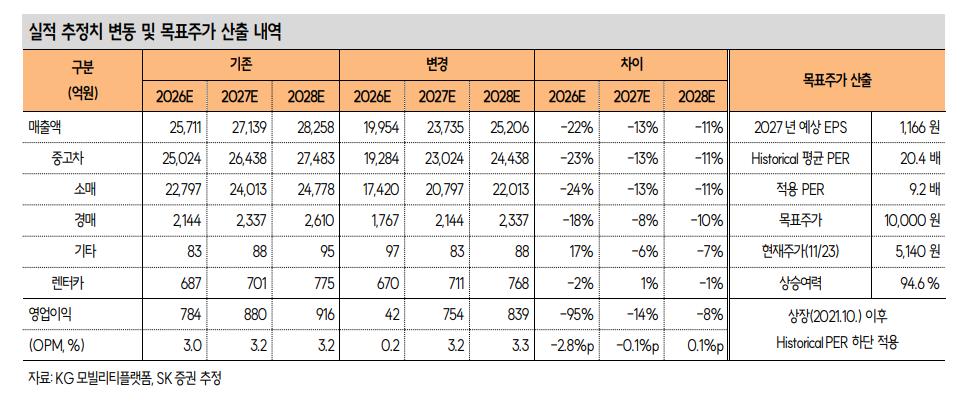 실적 추정치 변동 및 목표주가 산출 내역
구분 (억원) 기존 변경 차이 목표주가 산출
2026E 2027E 2028E 2026E 2027E 2028E 2026E 2027E 2028E
매출액 25,711 27,139 28,258 19,954 23,735 25,206 -22% -13% -11% 2027년 예상 EPS 1,166 원
중고차 25,024 26,438 27,483 19,284 23,024 24,438 -23% -13% -11% Historical 평균 PER 20.4 배
소매 22,797 24,013 24,778 17,420 20,797 22,013 -24% -13% -11% 적용 PER 9.2 배
경매 2,144 2,337 2,610 1,767 2,144 2,337 -18% -8% -10% 목표주가 10,000 원
기타 83 88 95 97 83 88 17% -6% -7% 현재주가(11/23) 5,140 원
렌터카 687 701 775 670 711 768 -2% 1% -1% 상승여력 94.6 %
영업이익 784 880 916 42 754 839 -95% -14% -8% 상장(2021.10.) 이후
(OPM, %) 3.0 3.2 3.2 0.2 3.2 3.3 -2.8%p -0.1%p 0.1%p Historical PER 하단 적용
자료: KG 모빌리티플랫폼, SK 증권 추정